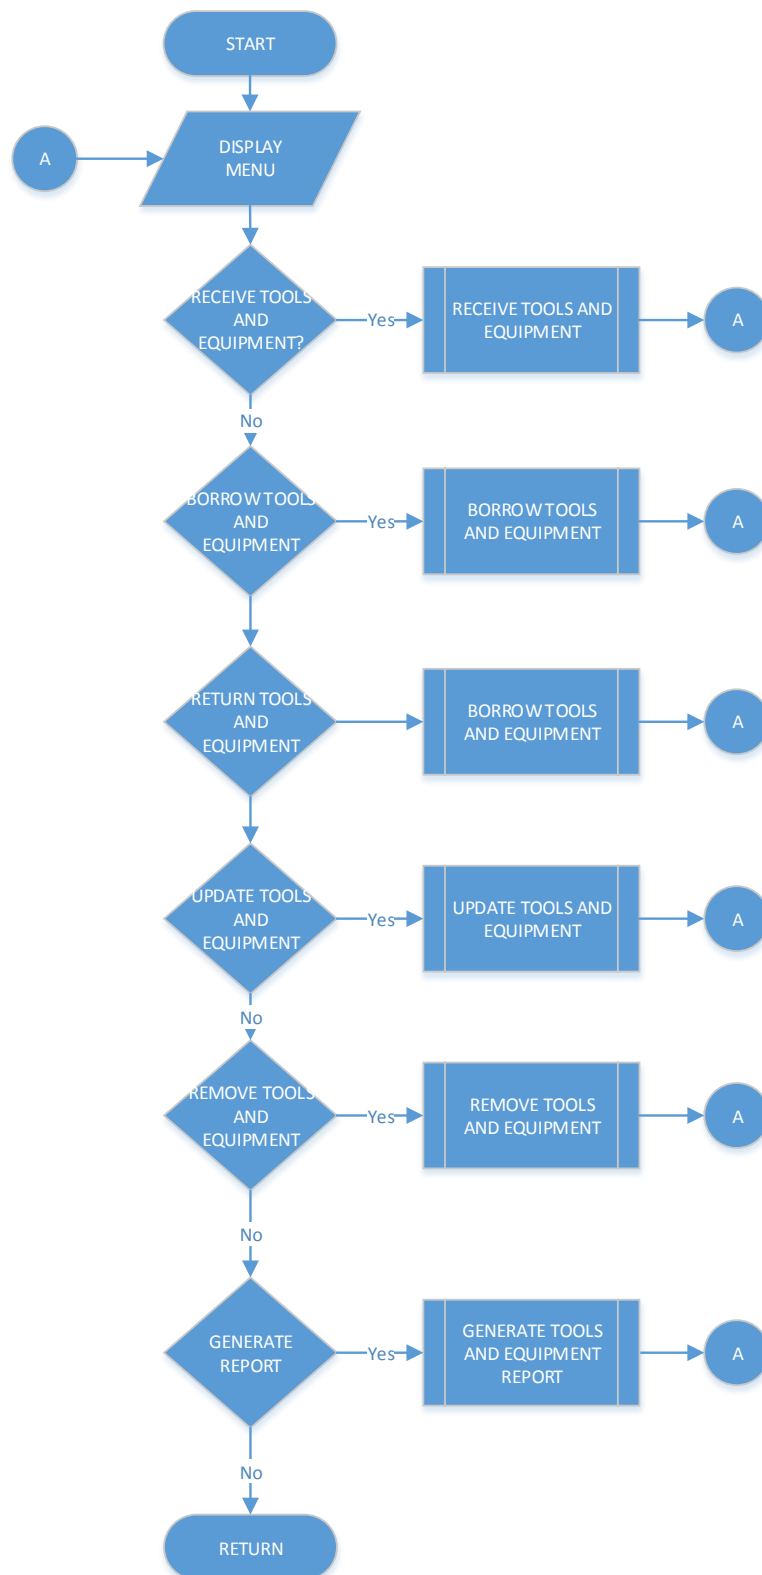 START
A
DISPLAY
MENU
RECEIVE TOOLS
AND
EQUIPMENT?
Yes
RECEIVE TOOLS AND
EQUIPMENT
A
No
BORROW TOOLS
AND
EQUIPMENT
Yes
BORROW TOOLS
AND EQUIPMENT
A
RETURN TOOLS
AND
EQUIPMENT
BORROW TOOLS
AND EQUIPMENT
A
UPDATE TOOLS
AND
EQUIPMENT
Yes
UPDATE TOOLS AND
EQUIPMENT
A
No
REMOVE TOOLS
AND
EQUIPMENT
Yes
REMOVE TOOLS
AND EQUIPMENT
A
No
GENERATE
REPORT
Yes
GENERATE TOOLS
AND EQUIPMENT
REPORT
A
No
RETURN